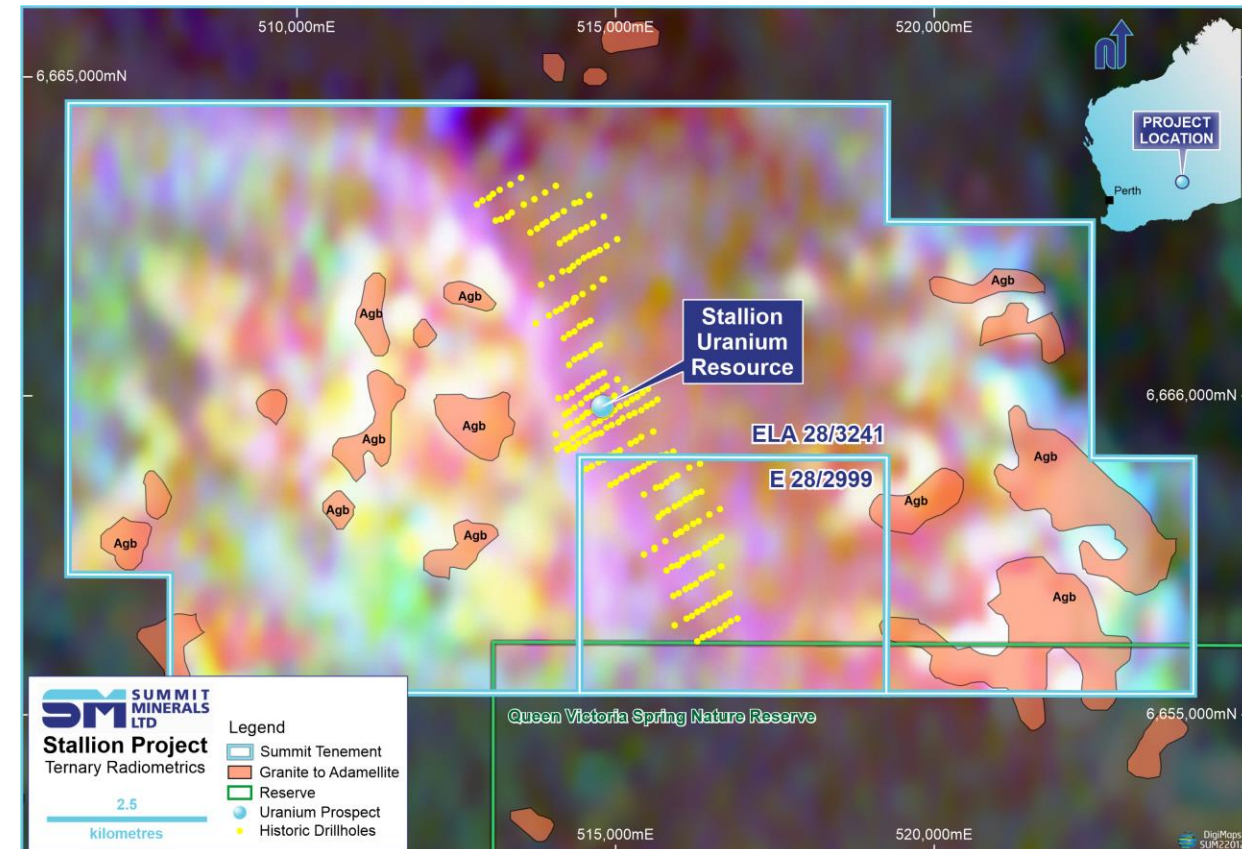 510,000mE
515,000mE
520,000mE
6,665,000mN
PROJECT
LOCATION
Perth
Agb
Agb
Agb
Stallion
Uranium
Resource
6,666,000mN
Agb
Agb
ELA 28/3241
Agb
E 28/2999
Agb
Agb
Agb
Agb
Agb
Queen Victoria Spring Nature Reserve
6,655,000mN
SM SUMMIT
MINERALS
LTD
Stallion Project
Ternary Radiometrics
2.5
kilometres
Legend
Summit Tenement
Granite to Adamellite
Reserve
Uranium Prospect
Historic Drillholes
515,000mE
520,000mE
DigiMaps